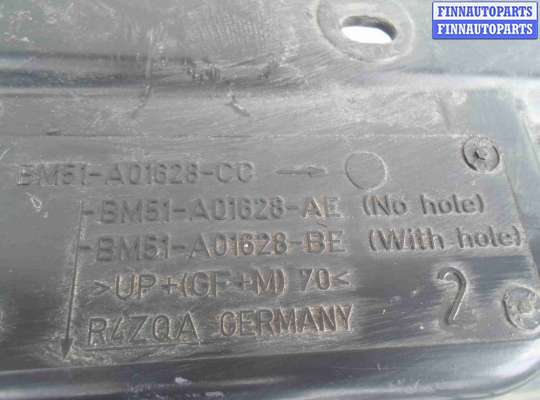 FINNAUTOPARTS
FINNAUTOPARTS
BM51-A01628-CC
-BM51-A01628-AE (No hole)
-BM51-A01628-BE (With hole)
>UP+(GF+M) 70<
R4ZQA GERMANY
2